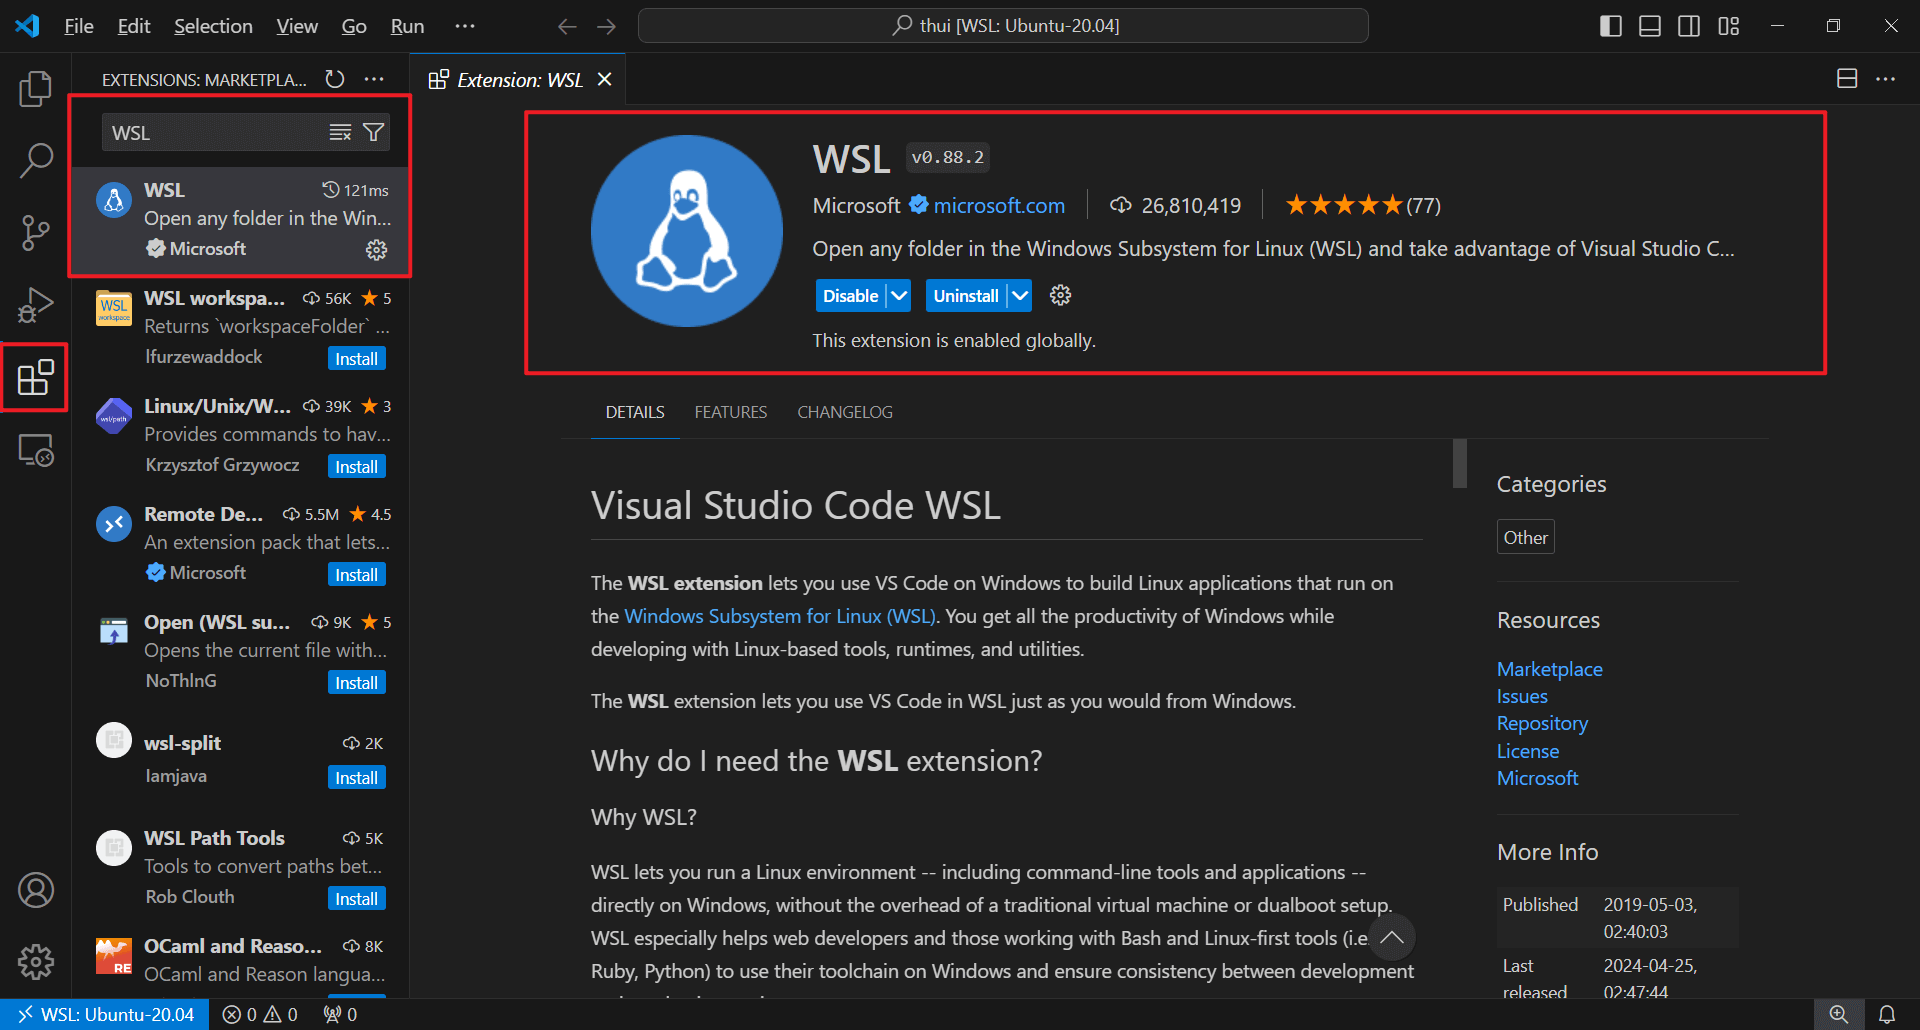 File Edit Selection View Go Run ···
thui [WSL: Ubuntu-20.04]
EXTENSIONS: MARKETPLA...
WSL
WSL 121ms
Open any folder in the Win...
Microsoft
WSL workspa... 56K 5
Returns `workspaceFolder` ...
lfurzewaddock
Install
Linux/Unix/W... 39K 3
Provides commands to hav...
Krzysztof Grzywocz
Install
Remote De... 5.5M 4.5
An extension pack that lets...
Microsoft
Install
Open (WSL su... 9K 5
Opens the current file with...
NoThlnG
Install
wsl-split 2K
lamjava
Install
WSL Path Tools 5K
Tools to convert paths bet...
Rob Clouth
Install
OCaml and Reaso... 8K
OCaml and Reason langua...
WSL
workspace
wsl/path
RE
Extension: WSL
WSL v0.88.2
Microsoft microsoft.com 26,810,419 ★★★★★(77)
Open any folder in the Windows Subsystem for Linux (WSL) and take advantage of Visual Studio C...
Disable Uninstall
This extension is enabled globally.
DETAILS FEATURES CHANGELOG
Visual Studio Code WSL
The WSL extension lets you use VS Code on Windows to build Linux applications that run on
the Windows Subsystem for Linux (WSL). You get all the productivity of Windows while
developing with Linux-based tools, runtimes, and utilities.
The WSL extension lets you use VS Code in WSL just as you would from Windows.
Why do I need the WSL extension?
Why WSL?
WSL lets you run a Linux environment -- including command-line tools and applications --
directly on Windows, without the overhead of a traditional virtual machine or dualboot setup.
WSL especially helps web developers and those working with Bash and Linux-first tools (i.e.
Ruby, Python) to use their toolchain on Windows and ensure consistency between development
Categories
Other
Resources
Marketplace
Issues
Repository
License
Microsoft
More Info
Published 2019-05-03,
02:40:03
Last 2024-04-25,
released 02:47:44
WSL: Ubuntu-20.04 0 0 0